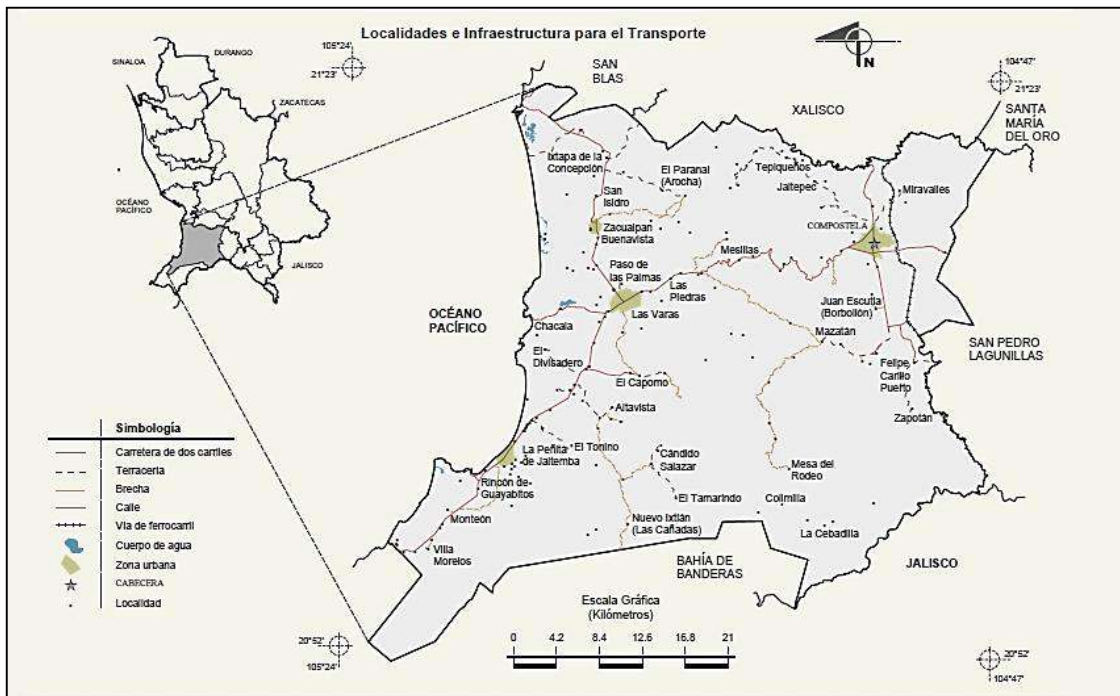 Localidades e Infraestructura para el Transporte
105°24'
21°23'
N
104°47'
21°23'
SINALOA
DURANGO
ZACATECAS
OCÉANO
PACÍFICO
JALISCO
SAN
BLAS
XALISCO
SANTA
MARÍA
DEL ORO
Ixtapa de la
Concepción
El Paranal
(Arocha)
Tepiqueños
Jaltepec
Miravalles
San
Isidro
Zacualpan
Buenavista
COMPOSTELA
Mesillas
Paso de
las Palmas
Las
Piedras
Las Varas
Juan Escutia
(Borbollón)
OCÉANO
PACÍFICO
Chacala
Mazatán
SAN PEDRO
LAGUNILLAS
El
Divisadero
Felipe
Carillo
Puerto
El Capomo
Altavista
Zapotán
La Peñita
de Jaltemba
El Tonino
Cándido
Salazar
Mesa del
Rodeo
Rincón de
Guayabitos
El Tamarindo
Colmilla
Monteón
Nuevo Ixtlán
(Las Cañadas)
La Cebadilla
Villa
Morelos
BAHÍA DE
BANDERAS
JALISCO
Simbología
Carretera de dos carriles
Terracería
Brecha
Calle
Vía de ferrocarril
Cuerpo de agua
Zona urbana
CABECERA
Localidad
Escala Gráfica
(Kilómetros)
0 4.2 8.4 12.6 16.8 21
20°52'
105°24'
20°52'
104°47'